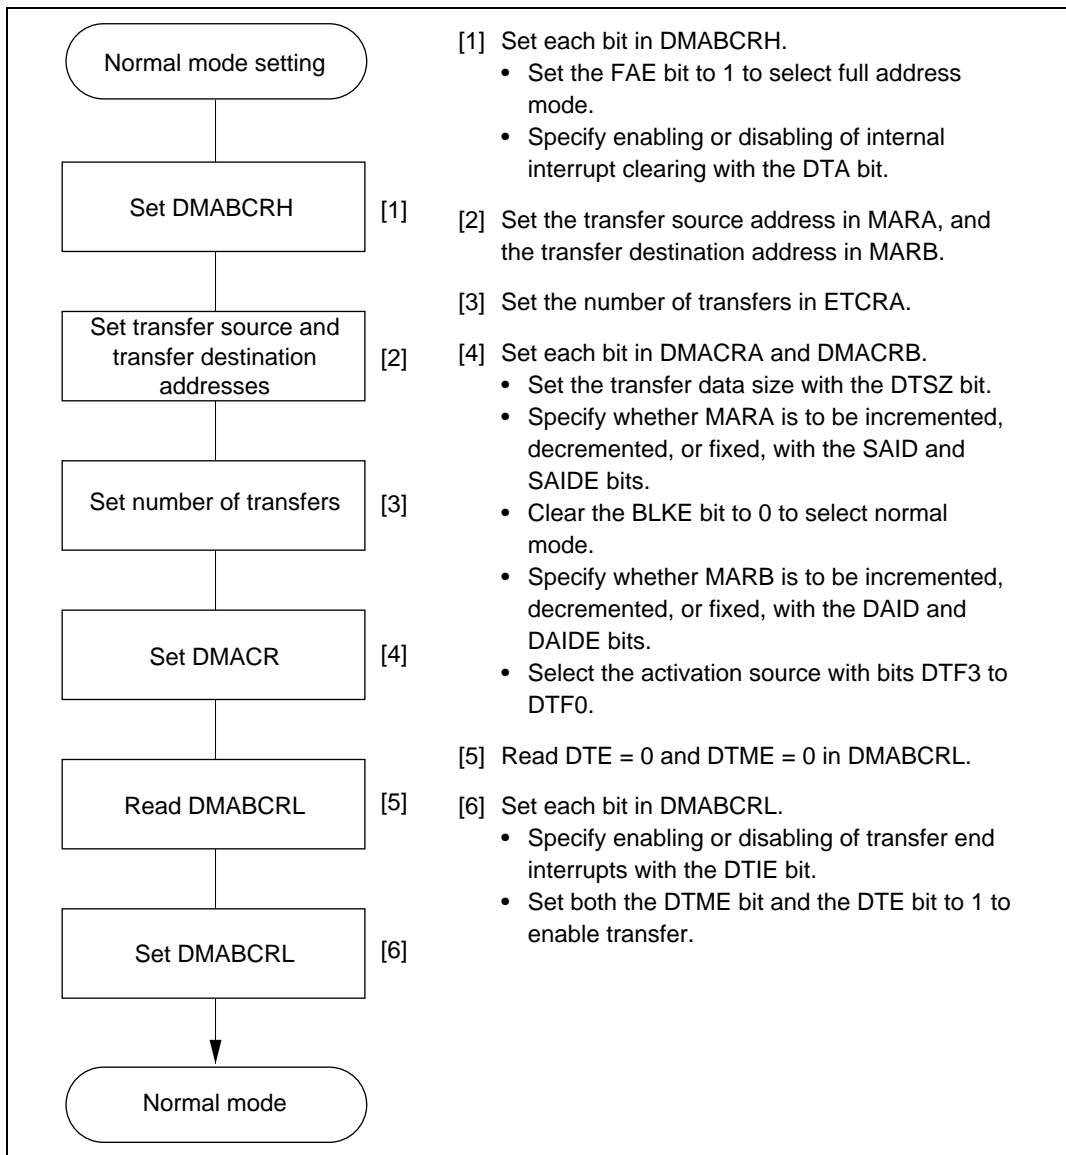 Normal mode setting
Set DMABCRH [1]
Set transfer source and
transfer destination
addresses
[2]
Set number of transfers [3]
Set DMACR [4]
Read DMABCRL [5]
Set DMABCRL [6]
Normal mode
[1] Set each bit in DMABCRH.
• Set the FAE bit to 1 to select full address
mode.
• Specify enabling or disabling of internal
interrupt clearing with the DTA bit.
[2] Set the transfer source address in MARA, and
the transfer destination address in MARB.
[3] Set the number of transfers in ETCRA.
[4] Set each bit in DMACRA and DMACRB.
• Set the transfer data size with the DTSZ bit.
• Specify whether MARA is to be incremented,
decremented, or fixed, with the SAID and
SAIDE bits.
• Clear the BLKE bit to 0 to select normal
mode.
• Specify whether MARB is to be incremented,
decremented, or fixed, with the DAID and
DAIDE bits.
• Select the activation source with bits DTF3 to
DTF0.
[5] Read DTE = 0 and DTME = 0 in DMABCRL.
[6] Set each bit in DMABCRL.
• Specify enabling or disabling of transfer end
interrupts with the DTIE bit.
• Set both the DTME bit and the DTE bit to 1 to
enable transfer.